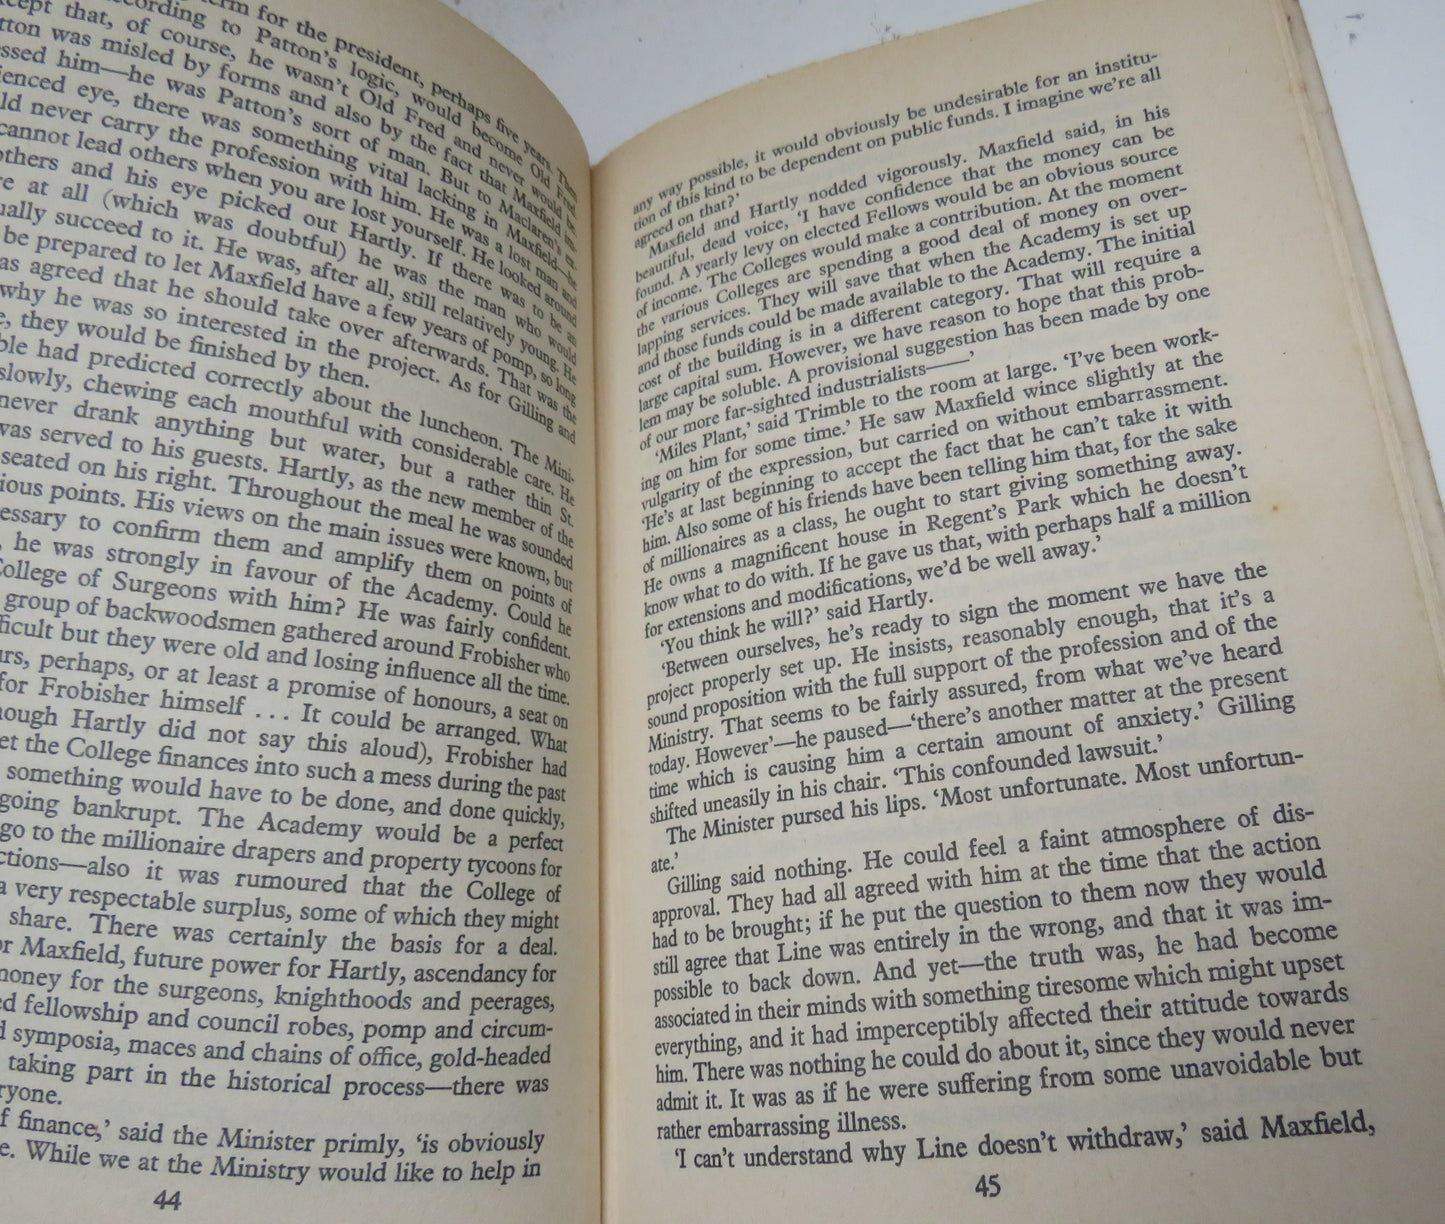 term for the president, perhaps five years. Then
according to Patton's logic, would become Old Fred.
cept that, of course, he wasn't Old Fred and never would be.
tton was misled by forms and also by the fact that Maxfield im-
essed him—he was Patton's sort of man. But to Maclaren's ex-
ienced eye, there was something vital lacking in Maxfield—he
ld never carry the profession with him. He was a lost man and
cannot lead others when you are lost yourself. He looked around
others and his eye picked out Hartly. If there was to be an
re at all (which was doubtful) he was the man who would
ually succeed to it. He was, after all, still relatively young. He
be prepared to let Maxfield have a few years of pomp, so long
as agreed that he should take over afterwards. That was the
why he was so interested in the project. As for Gilling and
e, they would be finished by then.
ble had predicted correctly about the luncheon. The Mini-
slowly, chewing each mouthful with considerable care. He
never drank anything but water, but a rather thin St.
was served to his guests. Hartly, as the new member of the
seated on his right. Throughout the meal he was sounded
ious points. His views on the main issues were known, but
essary to confirm them and amplify them on points of
, he was strongly in favour of the Academy. Could he
College of Surgeons with him? He was fairly confident.
group of backwoodsmen gathered around Frobisher who
ficult but they were old and losing influence all the time.
urs, perhaps, or at least a promise of honours, a seat on
for Frobisher himself . . . It could be arranged. What
hough Hartly did not say this aloud), Frobisher had
et the College finances into such a mess during the past
something would have to be done, and done quickly,
going bankrupt. The Academy would be a perfect
go to the millionaire drapers and property tycoons for
ctions—also it was rumoured that the College of
a very respectable surplus, some of which they might
share. There was certainly the basis for a deal.
or Maxfield, future power for Hartly, ascendancy for
money for the surgeons, knighthoods and peerages,
d fellowship and council robes, pomp and circum-
d symposia, maces and chains of office, gold-headed
taking part in the historical process—there was
ryone.
f finance,' said the Minister primly, 'is obviously
e. While we at the Ministry would like to help in
44
any way possible, it would obviously be undesirable for an institu-
tion of this kind to be dependent on public funds. I imagine we're all
agreed on that?'
Maxfield and Hartly nodded vigorously. Maxfield said, in his
beautiful, dead voice, 'I have confidence that the money can be
found. A yearly levy on elected Fellows would be an obvious source
of income. The Colleges would make a contribution. At the moment
the various Colleges are spending a good deal of money on over-
lapping services. They will save that when the Academy is set up
and those funds could be made available to the Academy. The initial
cost of the building is in a different category. That will require a
large capital sum. However, we have reason to hope that this prob-
lem may be soluble. A provisional suggestion has been made by one
of our more far-sighted industrialists——'
'Miles Plant,' said Trimble to the room at large. 'I've been work-
ing on him for some time.' He saw Maxfield wince slightly at the
vulgarity of the expression, but carried on without embarrassment.
'He's at last beginning to accept the fact that he can't take it with
him. Also some of his friends have been telling him that, for the sake
of millionaires as a class, he ought to start giving something away.
He owns a magnificent house in Regent's Park which he doesn't
know what to do with. If he gave us that, with perhaps half a million
for extensions and modifications, we'd be well away.'
'You think he will?' said Hartly.
'Between ourselves, he's ready to sign the moment we have the
project properly set up. He insists, reasonably enough, that it's a
sound proposition with the full support of the profession and of the
Ministry. That seems to be fairly assured, from what we've heard
today. However'—he paused—'there's another matter at the present
time which is causing him a certain amount of anxiety.' Gilling
shifted uneasily in his chair. 'This confounded lawsuit.'
The Minister pursed his lips. 'Most unfortunate. Most unfortun-
ate.'
Gilling said nothing. He could feel a faint atmosphere of dis-
approval. They had all agreed with him at the time that the action
had to be brought; if he put the question to them now they would
still agree that Line was entirely in the wrong, and that it was im-
possible to back down. And yet—the truth was, he had become
associated in their minds with something tiresome which might upset
everything, and it had imperceptibly affected their attitude towards
him. There was nothing he could do about it, since they would never
admit it. It was as if he were suffering from some unavoidable but
rather embarrassing illness.
'I can't understand why Line doesn't withdraw,' said Maxfield,
45